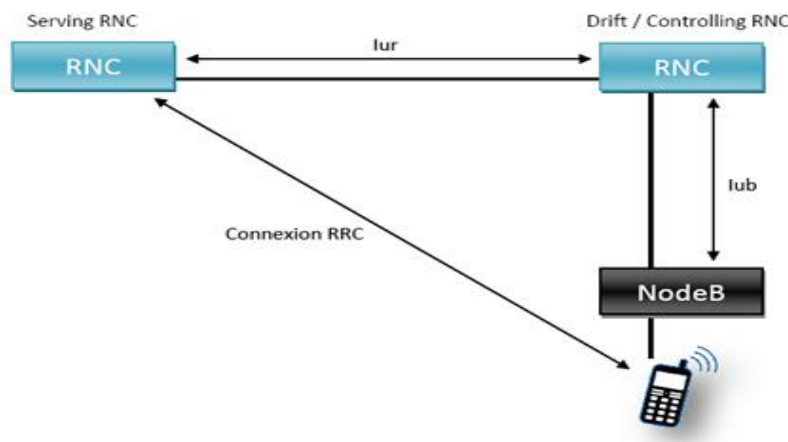 Serving RNC
Drift / Controlling RNC
RNC
Iur
RNC
Iub
Connexion RRC
NodeB